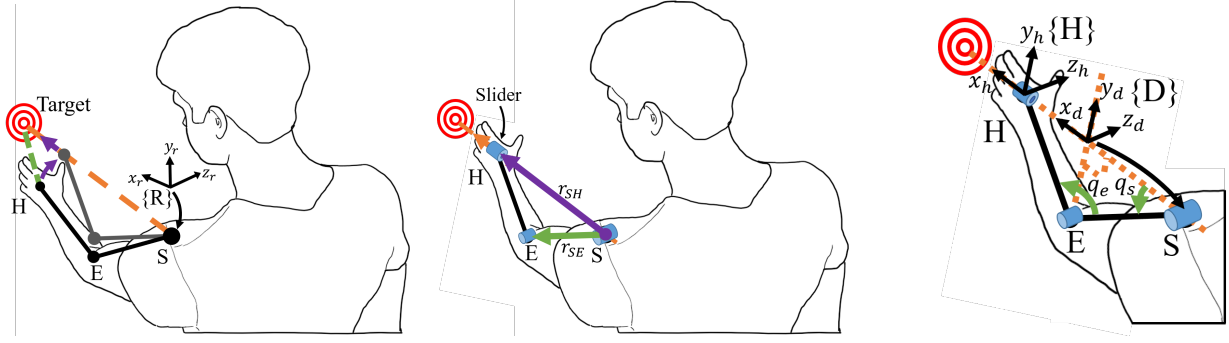 Target
y_r
x_r
z_r
{R}
H
E
S
Slider
H
r_SH
E
r_SE
S
y_h {H}
z_h
x_h
H
x_d
y_d {D}
z_d
q_e
q_s
E
S